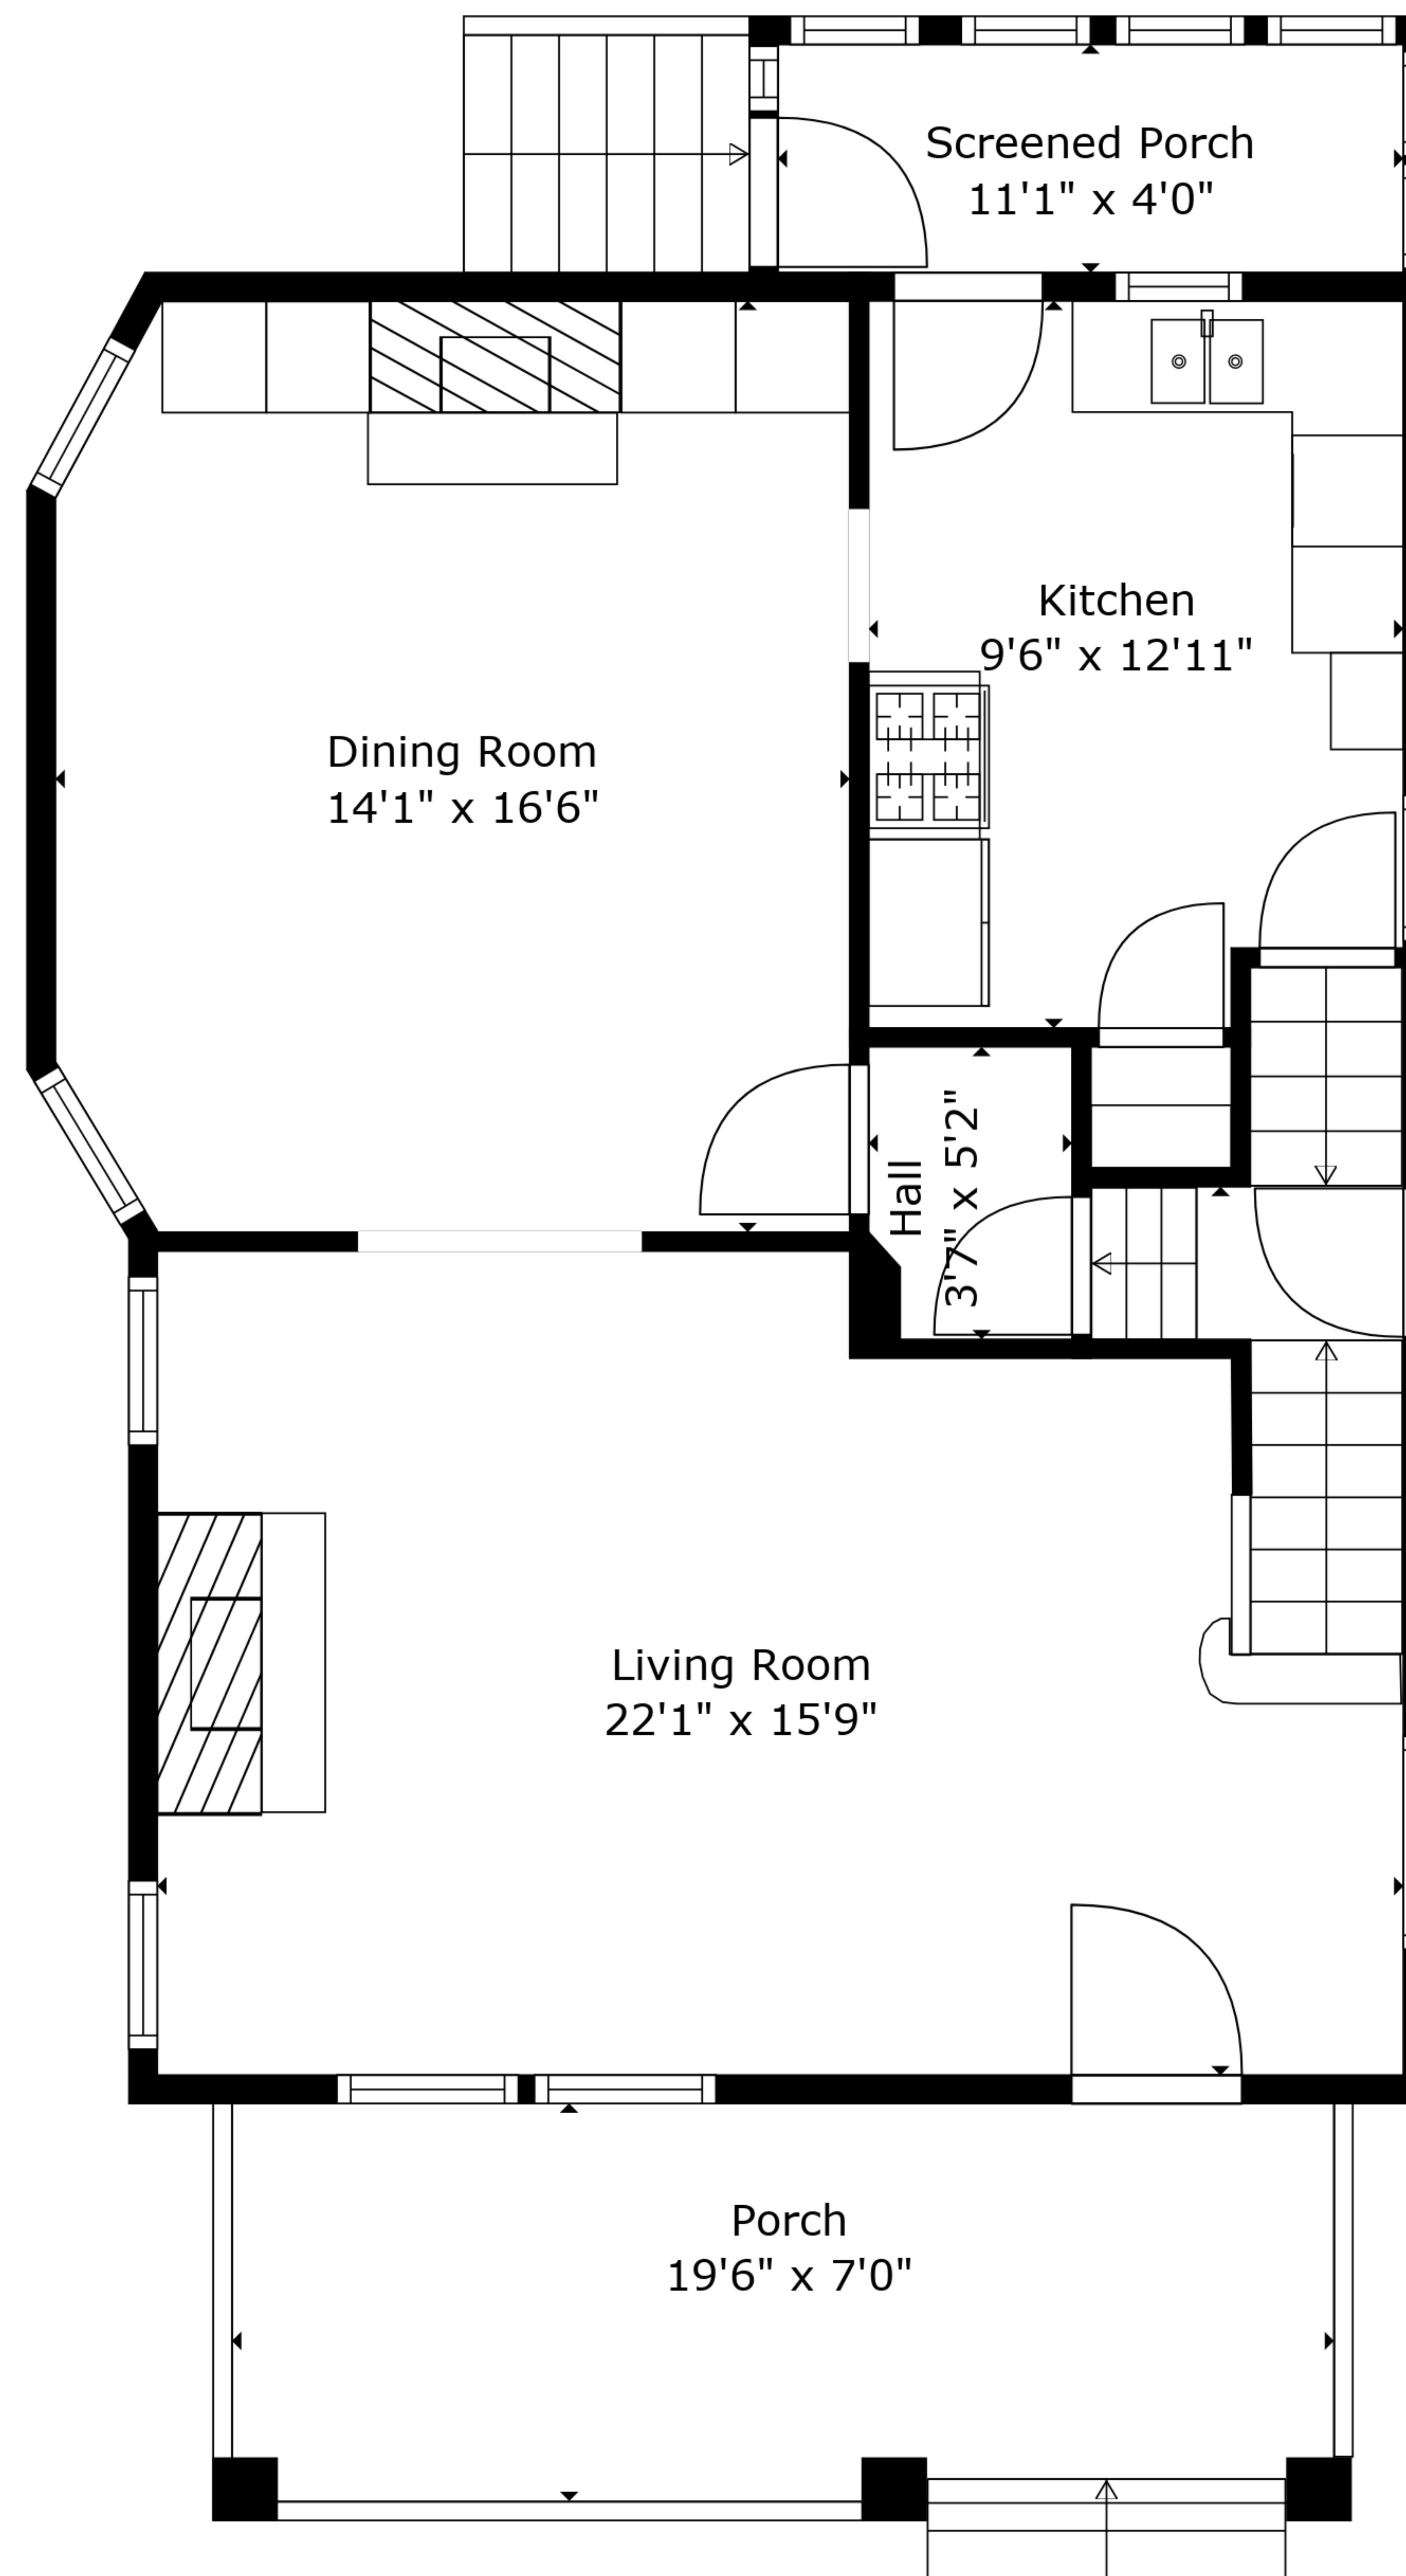 Screened Porch
11'1" x 4'0"
Kitchen
9'6" x 12'11"
Dining Room
14'1" x 16'6"
Hall
3'7" x 5'2"
Living Room
22'1" x 15'9"
Porch
19'6" x 7'0"